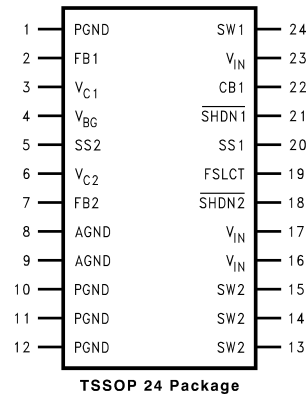 1 PGND SW1 24
2 FB1 VIN 23
3 VC1 CB1 22
4 VBG SHDN1 21
5 SS2 SS1 20
6 VC2 FSLCT 19
7 FB2 SHDN2 18
8 AGND VIN 17
9 AGND VIN 16
10 PGND SW2 15
11 PGND SW2 14
12 PGND SW2 13
TSSOP 24 Package